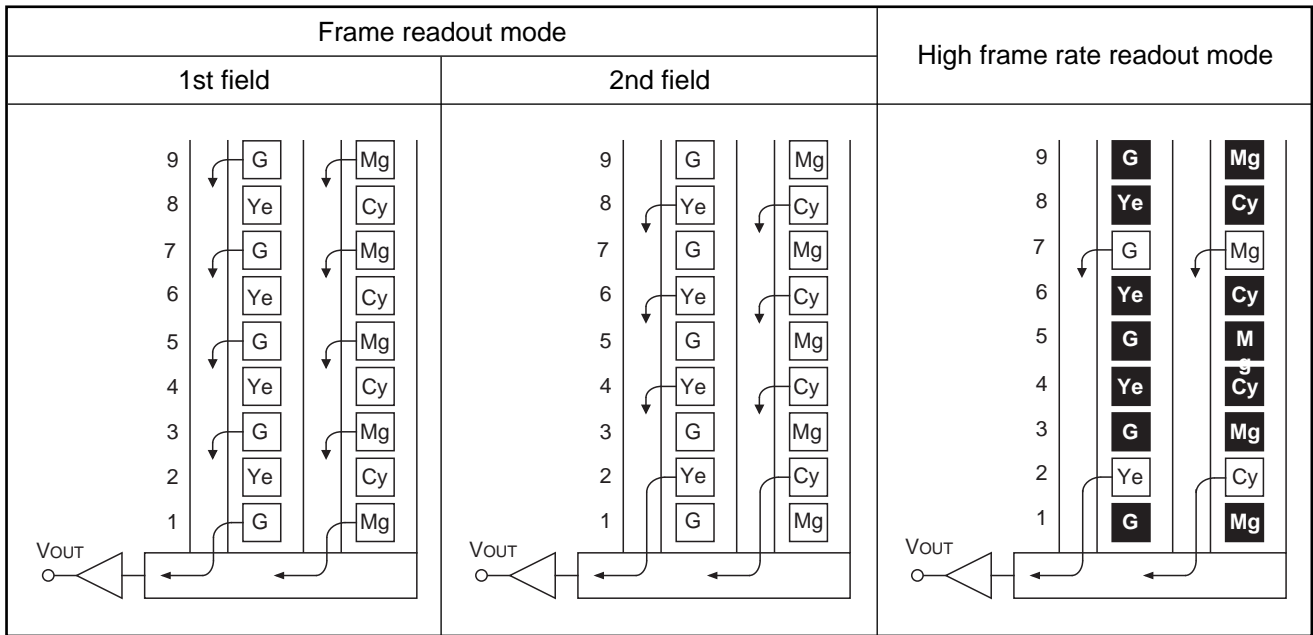 Frame readout mode
High frame rate readout mode
1st field
2nd field
9 G Mg
8 Ye Cy
7 G Mg
6 Ye Cy
5 G Mg
4 Ye Cy
3 G Mg
2 Ye Cy
1 G Mg
VOUT
9 G Mg
8 Ye Cy
7 G Mg
6 Ye Cy
5 G Mg
4 Ye Cy
3 G Mg
2 Ye Cy
1 G Mg
VOUT
9 G Mg
8 Ye Cy
7 G Mg
6 Ye Cy
5 G M
g
4 Ye Cy
3 G Mg
2 Ye Cy
1 G Mg
VOUT